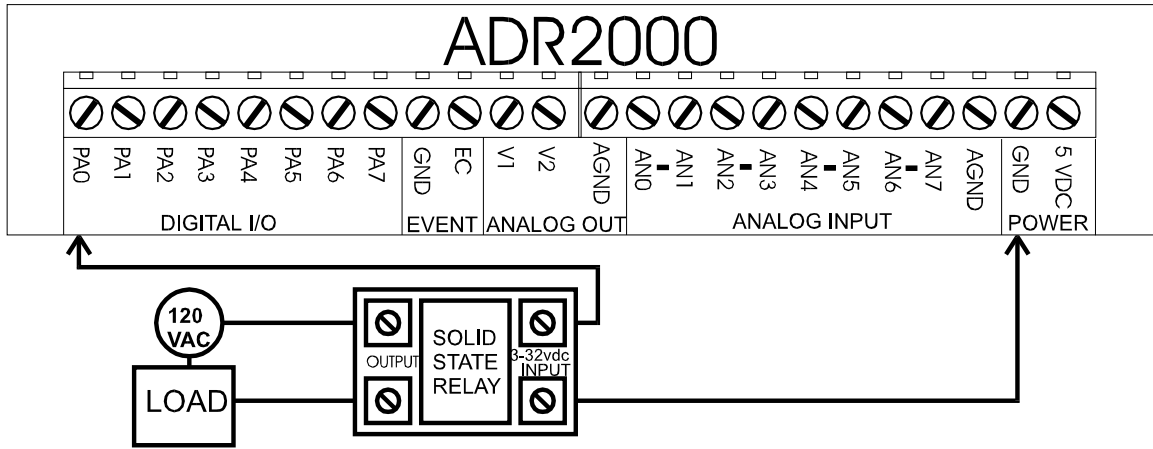 ADR2000
PA0 PA1 PA2 PA3 PA4 PA5 PA6 PA7 GND EC V1 V2 AGND AN0 - AN1 AN2 - AN3 AN4 - AN5 AN6 - AN7 AGND GND 5 VDC
DIGITAL I/O EVENT ANALOG OUT ANALOG INPUT POWER
120
VAC
LOAD
OUTPUT
SOLID
STATE
RELAY
3-32vdc
INPUT